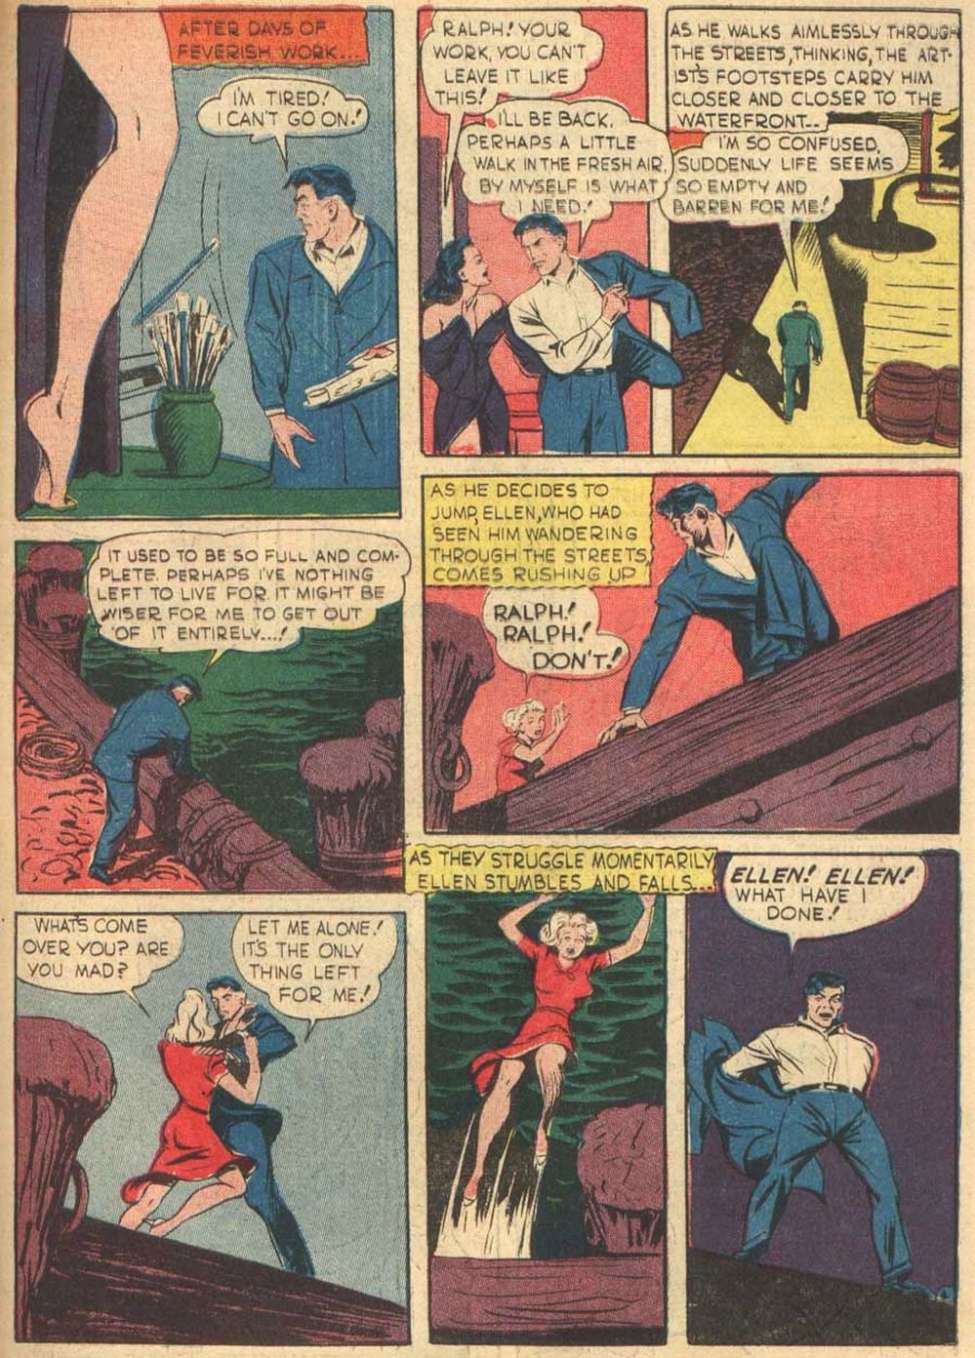 AFTER DAYS OF
FEVERISH WORK...
I'M TIRED!
I CAN'T GO ON!
RALPH! YOUR
WORK, YOU CAN'T
LEAVE IT LIKE
THIS!
I'LL BE BACK.
PERHAPS A LITTLE
WALK IN THE FRESH AIR,
BY MYSELF IS WHAT
I NEED!
AS HE WALKS AIMLESSLY THROUGH
THE STREETS, THINKING, THE ART-
IST'S FOOTSTEPS CARRY HIM
CLOSER AND CLOSER TO THE
WATERFRONT...
I'M SO CONFUSED,
SUDDENLY LIFE SEEMS
SO EMPTY AND
BARREN FOR ME!
IT USED TO BE SO FULL AND COM-
PLETE. PERHAPS I'VE NOTHING
LEFT TO LIVE FOR. IT MIGHT BE
WISER FOR ME TO GET OUT
OF IT ENTIRELY....!
AS HE DECIDES TO
JUMP, ELLEN, WHO HAD
SEEN HIM WANDERING
THROUGH THE STREETS,
COMES RUSHING UP
RALPH!
RALPH!
DON'T!
WHAT'S COME
OVER YOU? ARE
YOU MAD?
LET ME ALONE!
IT'S THE ONLY
THING LEFT
FOR ME!
AS THEY STRUGGLE MOMENTARILY
ELLEN STUMBLES AND FALLS...
ELLEN! ELLEN!
WHAT HAVE I
DONE!